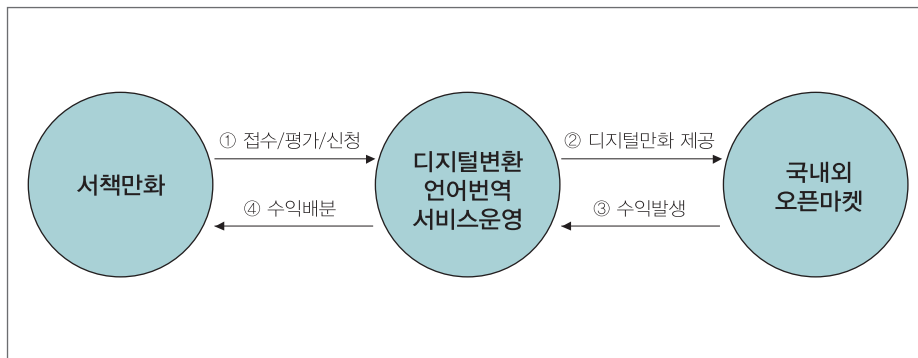 서책만화
① 접수/평가/신청
④ 수익배분
디지털변환
언어번역
서비스운영
② 디지털만화 제공
③ 수익발생
국내외
오픈마켓